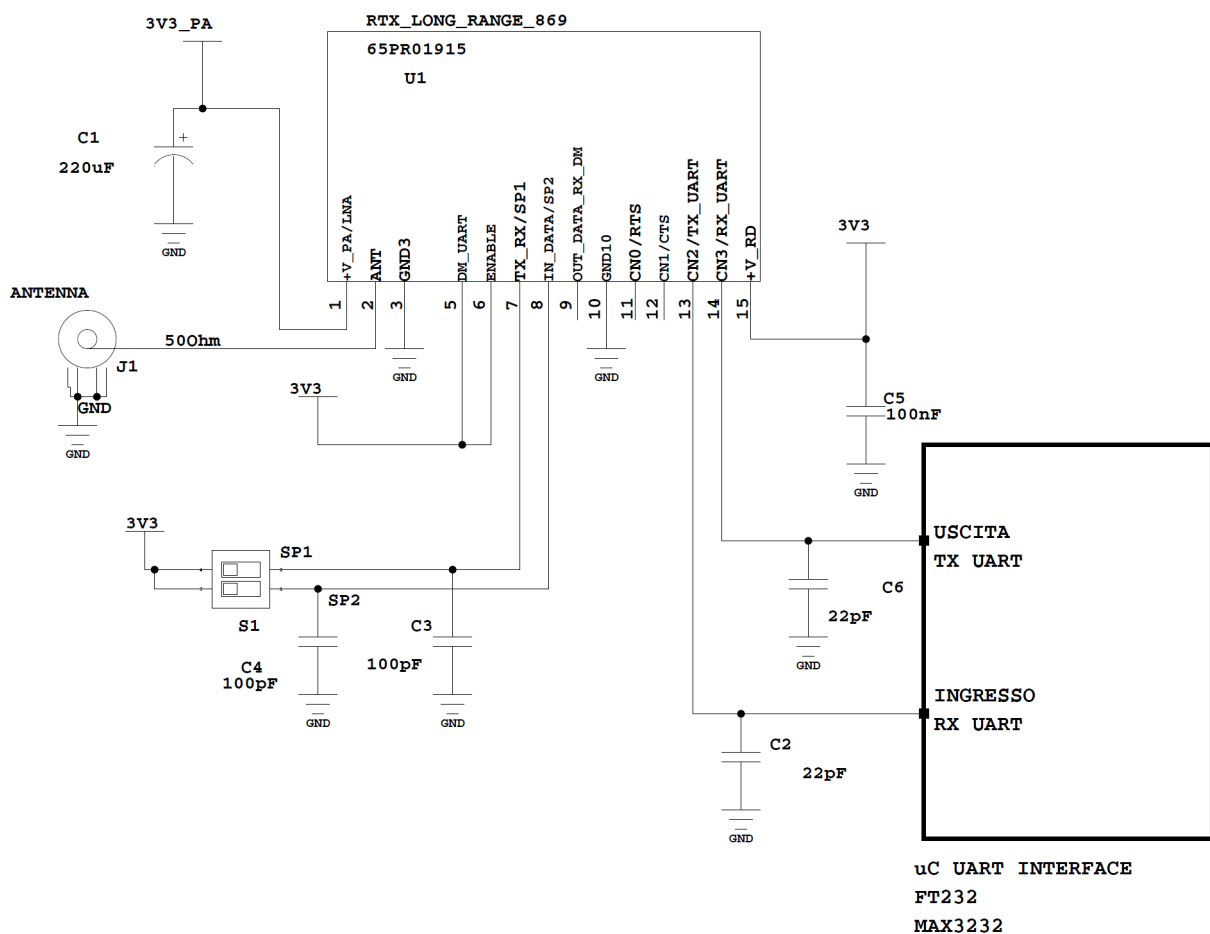 3V3_PA
RTX_LONG_RANGE_869
65PR01915
U1
C1
+
220uF
GND
+V_PA/LNA
ANT
GND3
DM_UART
ENABLE
TX_RX/SP1
IN_DATA/SP2
OUT_DATA_RX_DM
GND10
CN0/RTS
CN1/CTS
CN2/TX_UART
CN3/RX_UART
+V_RD
1
2
3
5
6
7
8
9
10
11
12
13
14
15
3V3
ANTENNA
50Ohm
J1
GND
GND
GND
GND
3V3
C5
100nF
GND
3V3
SP1
SP2
S1
C3
100pF
C4
100pF
GND
GND
USCITA
TX UART
C6
22pF
GND
INGRESSO
RX UART
C2
22pF
GND
uC UART INTERFACE
FT232
MAX3232